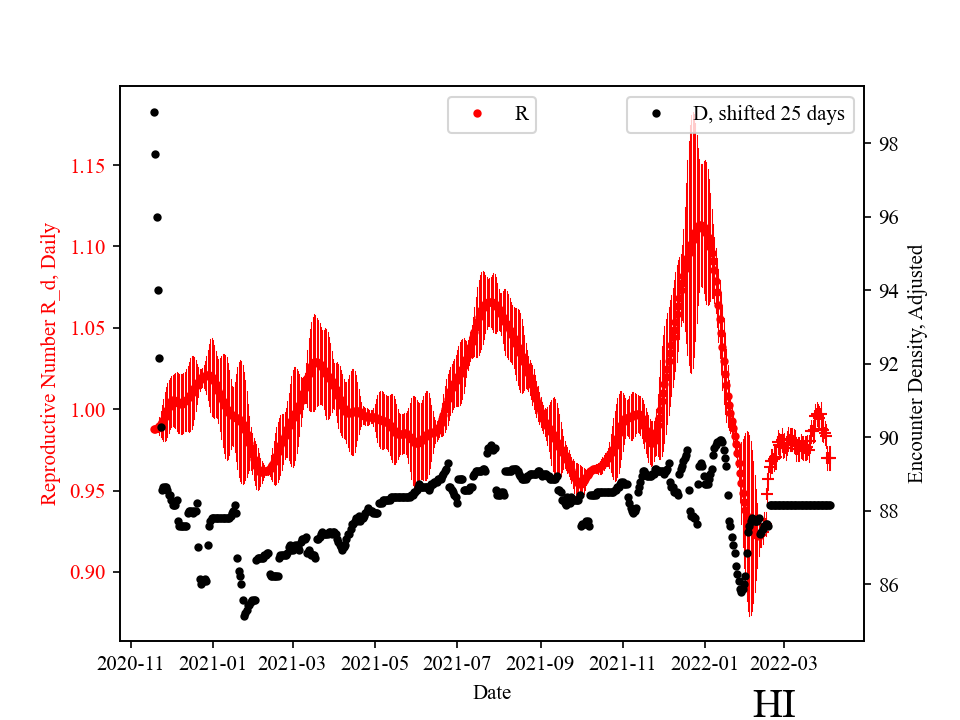 R
D, shifted 25 days
Reproductive Number R_d, Daily
1.15
1.10
1.05
1.00
0.95
0.90
98
96
94
92
90
88
86
Encounter Density, Adjusted
2020-11 2021-01 2021-03 2021-05 2021-07 2021-09 2021-11 2022-01 2022-03
Date
HI